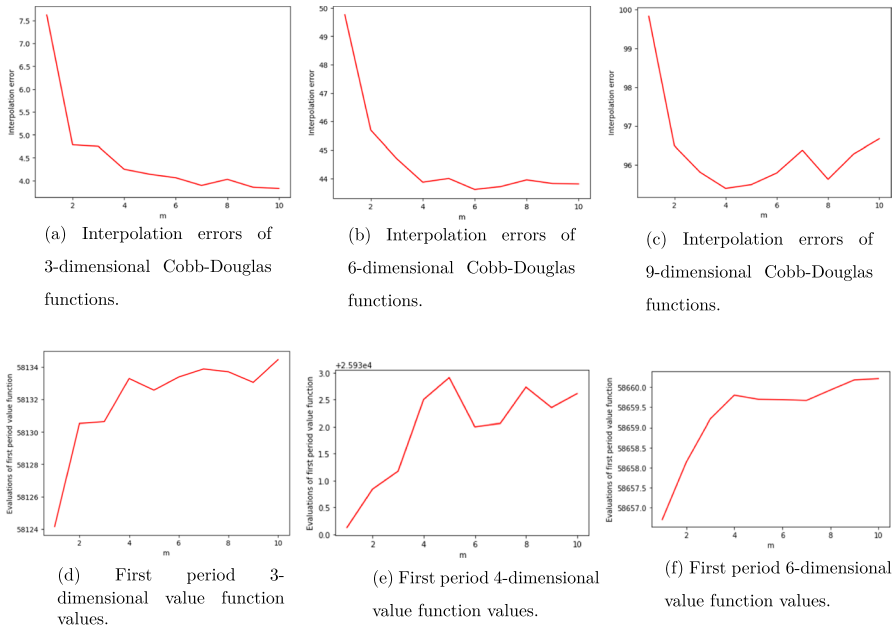 7.5
7.0
6.5
6.0
5.5
5.0
4.5
4.0
Interpolation error
2 4 6 8 10
m
(a) Interpolation errors of
3-dimensional Cobb-Douglas
functions.
50
49
48
47
46
45
44
Interpolation error
2 4 6 8 10
m
(b) Interpolation errors of
6-dimensional Cobb-Douglas
functions.
100
99
98
97
96
Interpolation error
2 4 6 8 10
m
(c) Interpolation errors of
9-dimensional Cobb-Douglas
functions.
58134
58132
58130
58128
58126
58124
Evaluations of first period value function
2 4 6 8 10
m
(d) First period 3-
dimensional
value function
values.
+2.593e4
3.0
2.5
2.0
1.5
1.0
0.5
0.0
Evaluations of first period value function
2 4 6 8 10
m
(e) First period 4-dimensional
value function values.
58660.0
58659.5
58659.0
58658.5
58658.0
58657.5
58657.0
Evaluations of first period value function
2 4 6 8 10
m
(f) First period 6-dimensional
value function values.